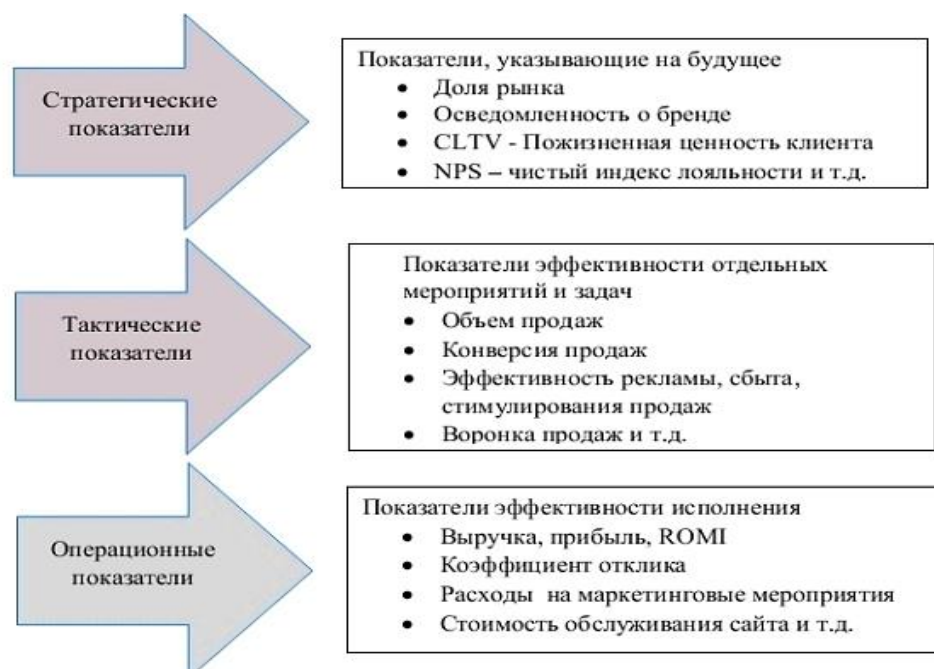 Стратегические
показатели
Показатели, указывающие на будущее
• Доля рынка
• Осведомленность о бренде
• CLTV - Пожизненная ценность клиента
• NPS – чистый индекс лояльности и т.д.
Тактические
показатели
Показатели эффективности отдельных
мероприятий и задач
• Объем продаж
• Конверсия продаж
• Эффективность рекламы, сбыта,
стимулирования продаж
• Воронка продаж и т.д.
Операционные
показатели
Показатели эффективности исполнения
• Выручка, прибыль, ROMI
• Коэффициент отклика
• Расходы на маркетинговые мероприятия
• Стоимость обслуживания сайта и т.д.